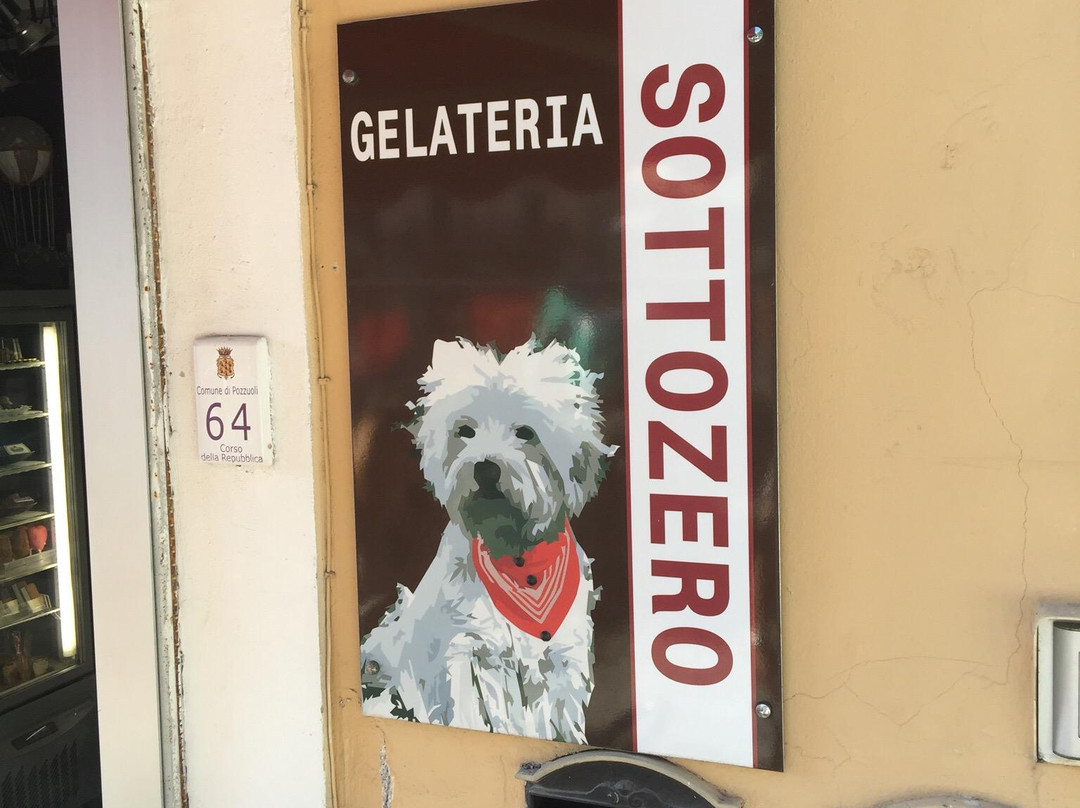 GELATERIA
SOTTOZERO
Comune di Pozzuoli
64
Corso
della Repubblica